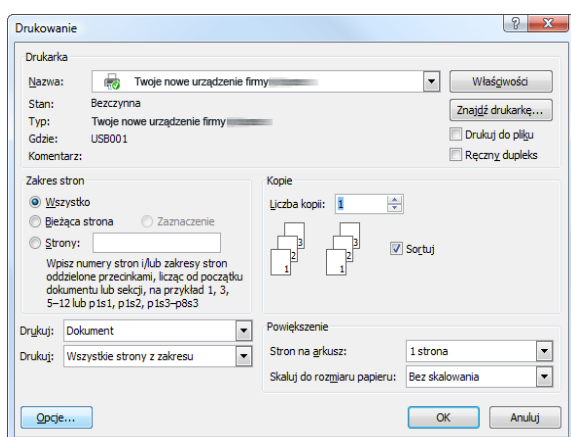 Drukowanie
Drukarka
Nazwa: Twoje nowe urządzenie firmy
Właściwości
Stan: Bezczynna
Znajdź drukarkę...
Typ: Twoje nowe urządzenie firmy
Gdzie: USB001
Drukuj do pliku
Komentarz:
Ręczny dupleks
Zakres stron
Wszystko
Bieżąca strona Zaznaczenie
Strony:
Wpisz numery stron i/lub zakresy stron
oddzielone przecinkami, licząc od początku
dokumentu lub sekcji, na przykład 1, 3,
5–12 lub p1s1, p1s2, p1s3–p8s3
Kopie
Liczba kopii: 1
3 3
2 2
1 1
Sortuj
Drukuj: Dokument
Drukuj: Wszystkie strony z zakresu
Powiększenie
Stron na arkusz: 1 strona
Skaluj do rozmiaru papieru: Bez skalowania
Opcje...
OK Anuluj